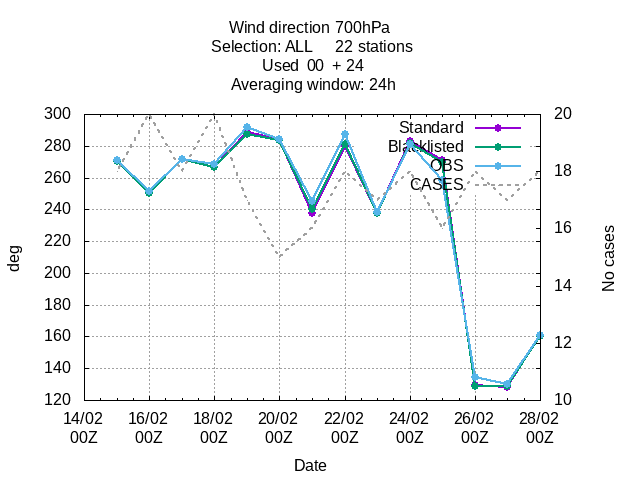 Wind direction 700hPa
Selection: ALL 22 stations
Used 00 + 24
Averaging window: 24h
300
280
260
240
220
200
180
160
140
120
deg
20
18
16
14
12
10
No cases
Standard
Blacklisted
OBS
CASES
14/02 16/02 18/02 20/02 22/02 24/02 26/02 28/02
00Z 00Z 00Z 00Z 00Z 00Z 00Z 00Z
Date